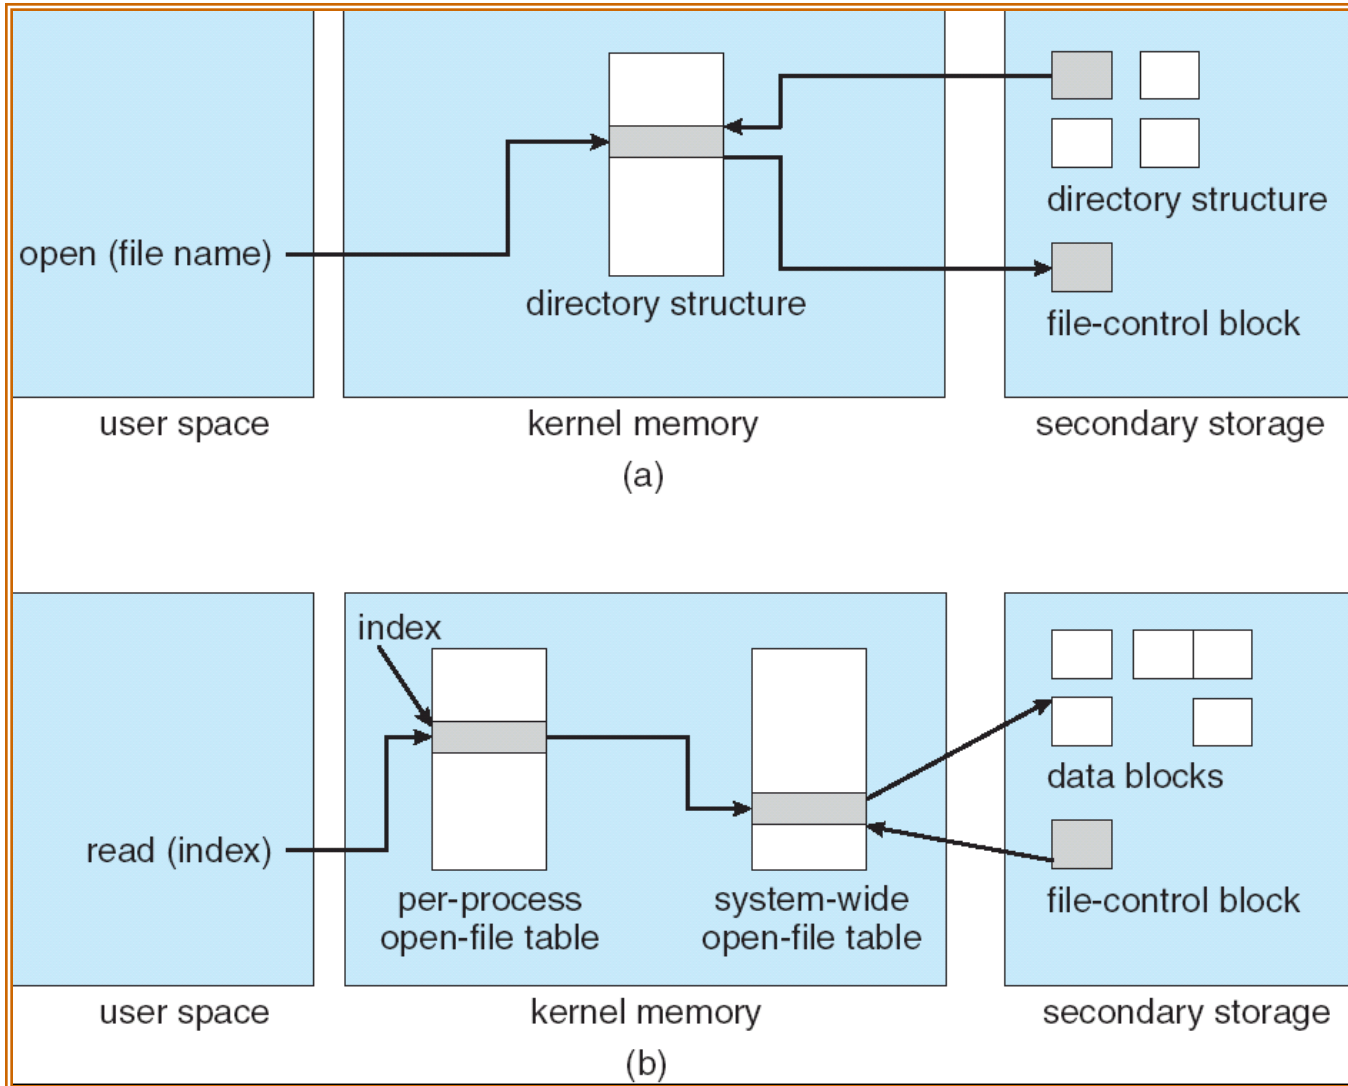 open (file name)
directory structure
directory structure
file-control block
user space
kernel memory
secondary storage
(a)
index
read (index)
per-process
open-file table
system-wide
open-file table
data blocks
file-control block
user space
kernel memory
secondary storage
(b)